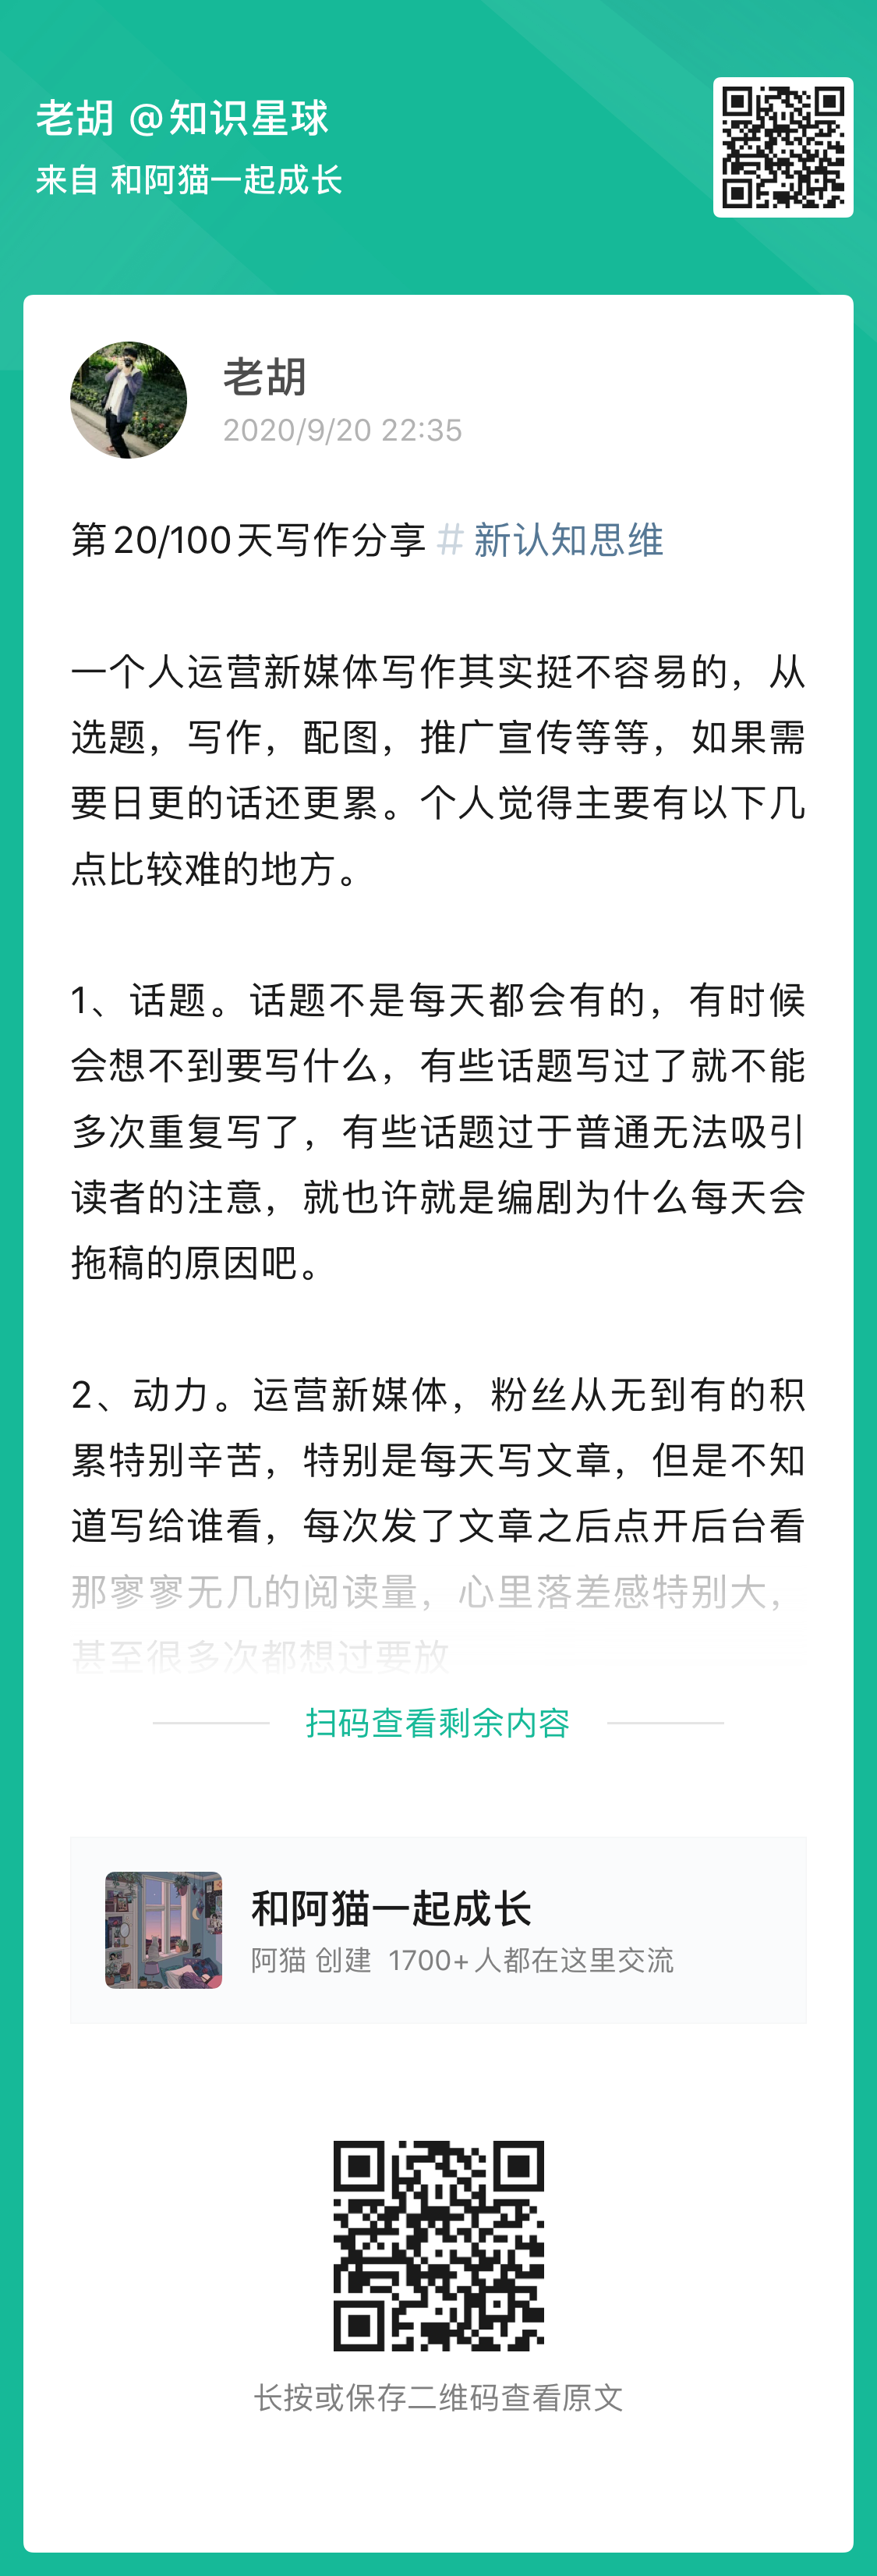 老胡 @知识星球
来自 和阿猫一起成长
老胡
2020/9/20 22:35
第20/100天写作分享 #新认知思维
一个人运营新媒体写作其实挺不容易的，从
选题，写作，配图，推广宣传等等，如果需
要日更的话还更累。个人觉得主要有以下几
点比较难的地方。
1、话题。话题不是每天都会有的，有时候
会想不到要写什么，有些话题写过了就不能
多次重复写了，有些话题过于普通无法吸引
读者的注意，就也许就是编剧为什么每天会
拖稿的原因吧。
2、动力。运营新媒体，粉丝从无到有的积
累特别辛苦，特别是每天写文章，但是不知
道写给谁看，每次发了文章之后点开后台看
那寥寥无几的阅读量，心里落差感特别大，
甚至很多次都想过要放
扫码查看剩余内容
和阿猫一起成长
阿猫 创建 1700+人都在这里交流
长按或保存二维码查看原文